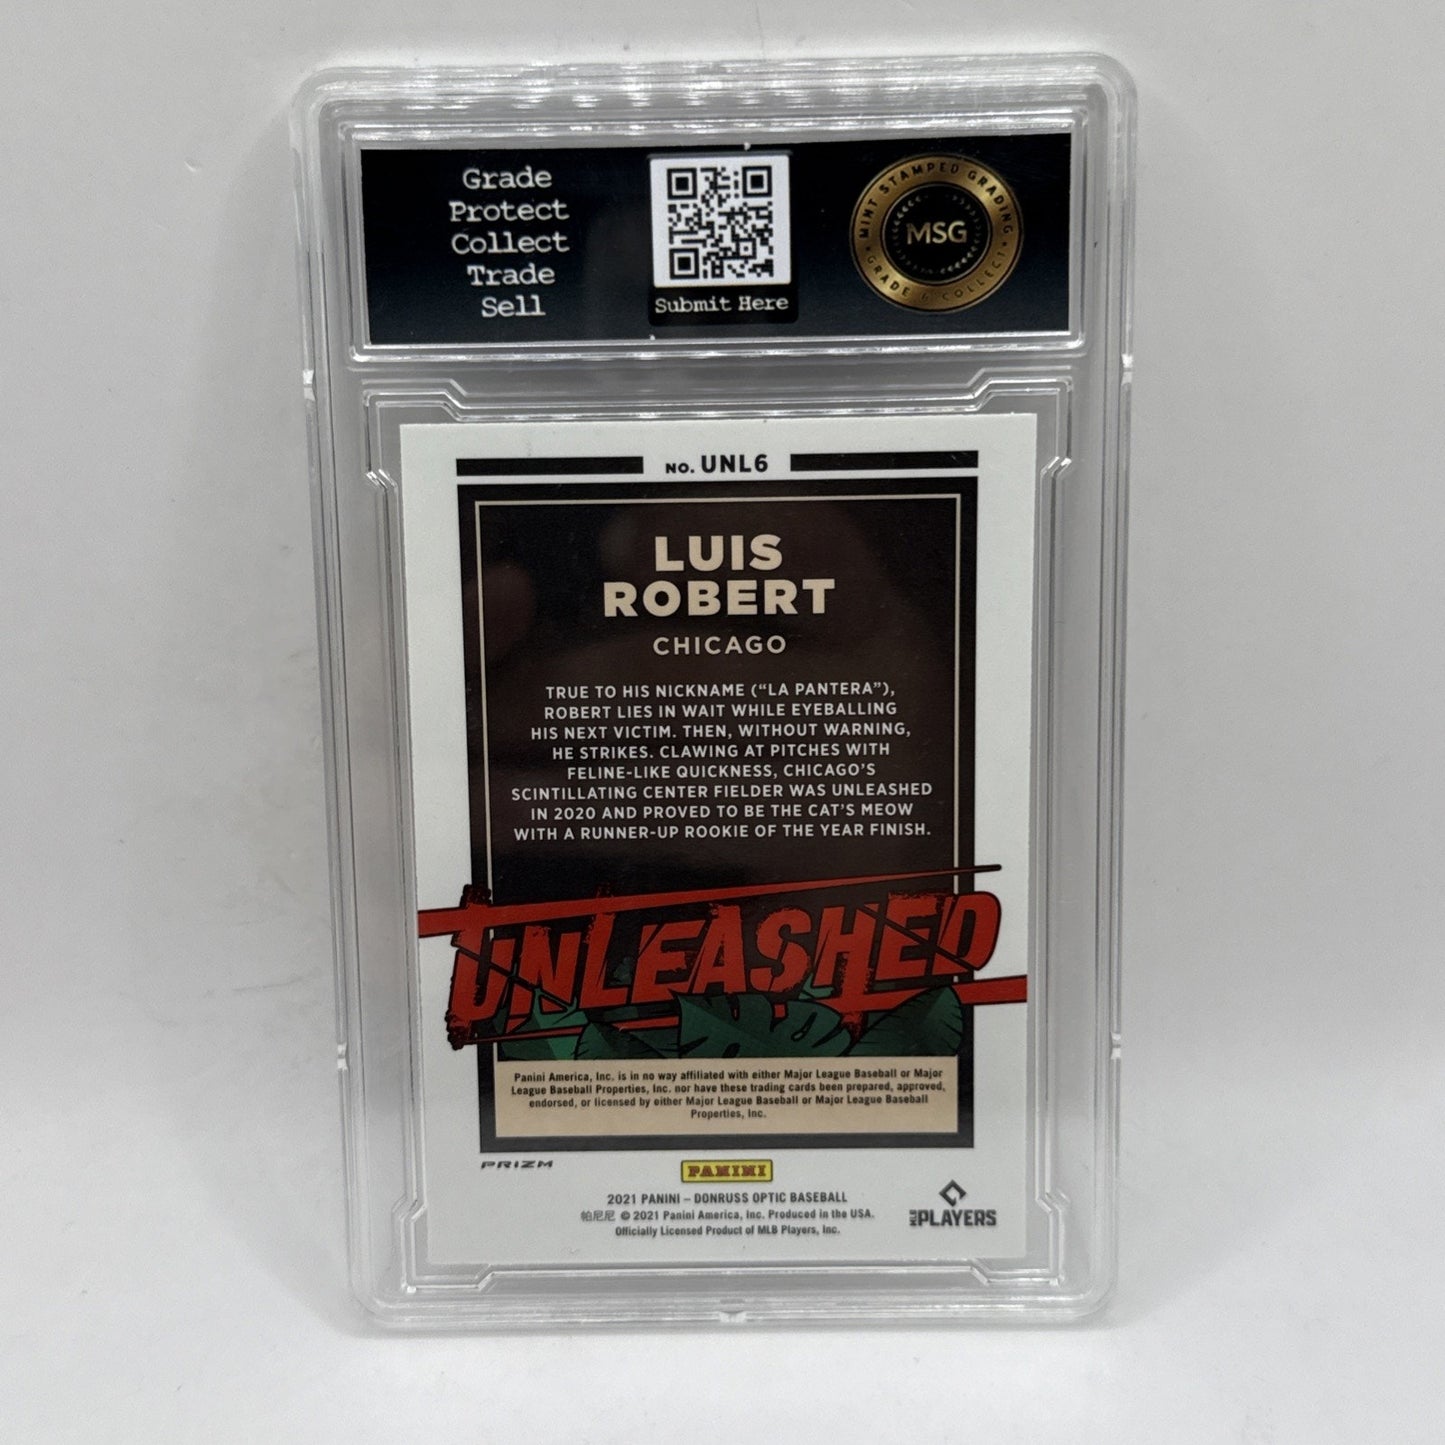 Grade
Protect
Collect
Trade
Sell
Submit Here
MINT STAMPED GRADING
MSG
GRADE & COLLECT
NO. UNL6
LUIS
ROBERT
CHICAGO
TRUE TO HIS NICKNAME (“LA PANTERA”),
ROBERT LIES IN WAIT WHILE EYEBALLING
HIS NEXT VICTIM. THEN, WITHOUT WARNING,
HE STRIKES. CLAWING AT PITCHES WITH
FELINE-LIKE QUICKNESS, CHICAGO’S
SCINTILLATING CENTER FIELDER WAS UNLEASHED
IN 2020 AND PROVED TO BE THE CAT’S MEOW
WITH A RUNNER-UP ROOKIE OF THE YEAR FINISH.
UNLEASHED
Panini America, Inc. is in no way affiliated with either Major League Baseball or Major
League Baseball Properties, Inc. nor have these trading cards been prepared, approved,
endorsed, or licensed by either Major League Baseball or Major League Baseball
Properties, Inc.
PRIZM
PANINI
2021 PANINI – DONRUSS OPTIC BASEBALL
帕尼尼 © 2021 Panini America, Inc. Produced in the USA.
Officially Licensed Product of MLB Players, Inc.
MLB PLAYERS